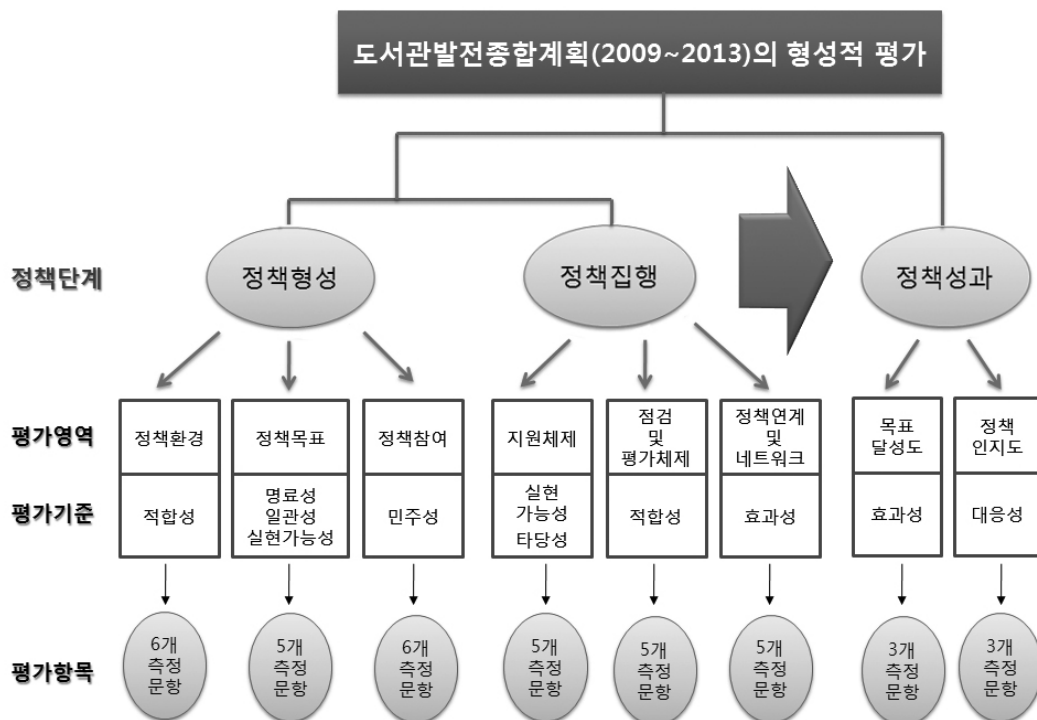 도서관발전종합계획(2009~2013)의 형성적 평가
정책단계
정책형성
정책집행
정책성과
평가영역
정책환경
정책목표
정책참여
지원체제
점검
및
평가체제
정책연계
및
네트워크
목표
달성도
정책
인지도
평가기준
적합성
명료성
일관성
실현가능성
민주성
실현
가능성
타당성
적합성
효과성
효과성
대응성
평가항목
6개
측정
문항
5개
측정
문항
6개
측정
문항
5개
측정
문항
5개
측정
문항
5개
측정
문항
3개
측정
문항
3개
측정
문항